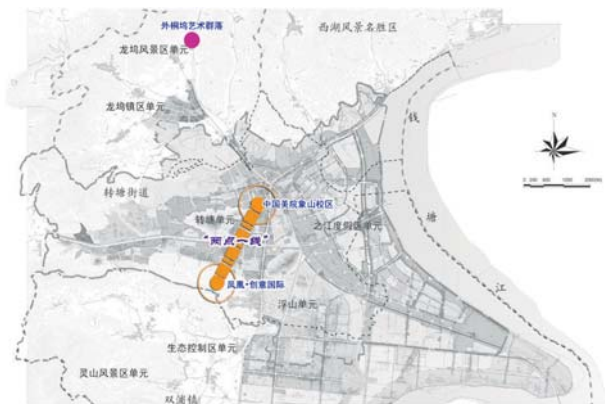 外桐坞艺术群落
西湖风景名胜区
龙坞风景区单元
龙坞镇区单元
钱
塘
江
N
转塘街道
中国美院象山校区
转塘单元
之江度假区单元
"两点一线"
凤凰·创意国际
浮山单元
生态控制区单元
灵山风景区单元
双浦镇